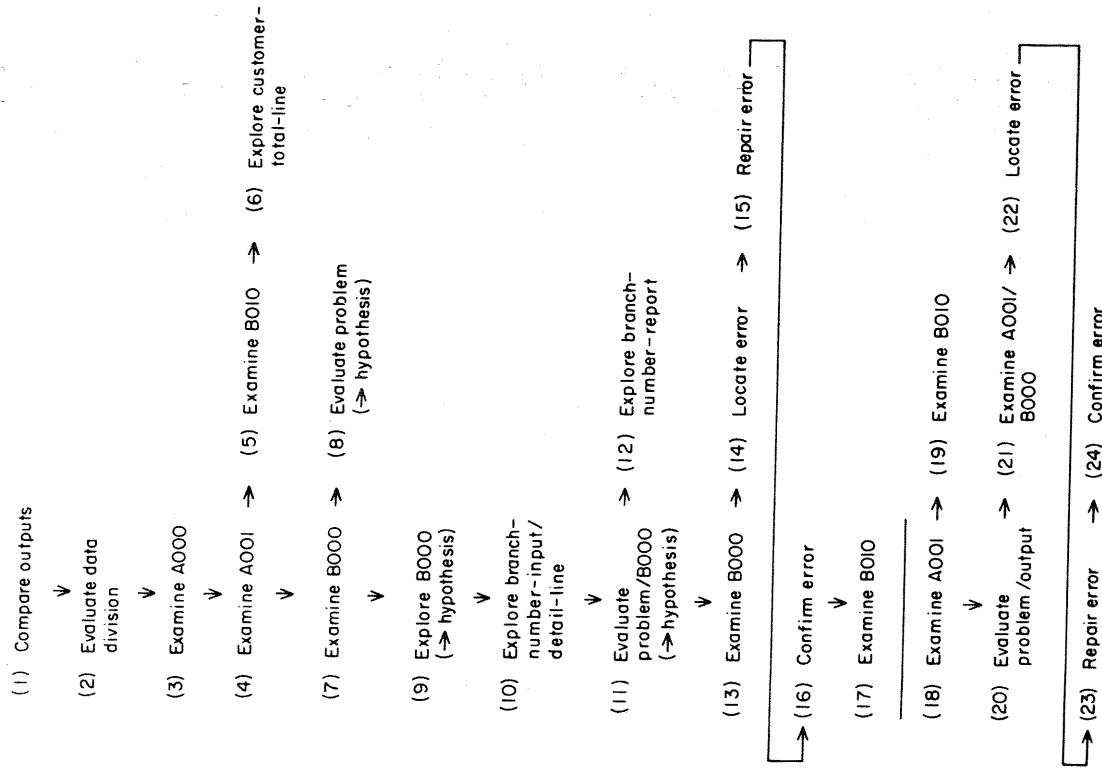 (1) Compare outputs
(2) Evaluate data
division
(3) Examine A000
(4) Examine A001 → (5) Examine B010 → (6) Explore customer-
total-line
(7) Examine B000 → (8) Evaluate problem
(→ hypothesis)
(9) Explore B000
(→ hypothesis)
(10) Explore branch-
number-input/
detail-line
(11) Evaluate
problem/B000
(→ hypothesis)
→ (12) Explore branch-
number-report
(13) Examine B000 → (14) Locate error → (15) Repair error
(16) Confirm error
(17) Examine B010
(18) Examine A001 → (19) Examine B010
(20) Evaluate
problem/output
→ (21) Examine A001/
B000
→ (22) Locate error
(23) Repair error → (24) Confirm error